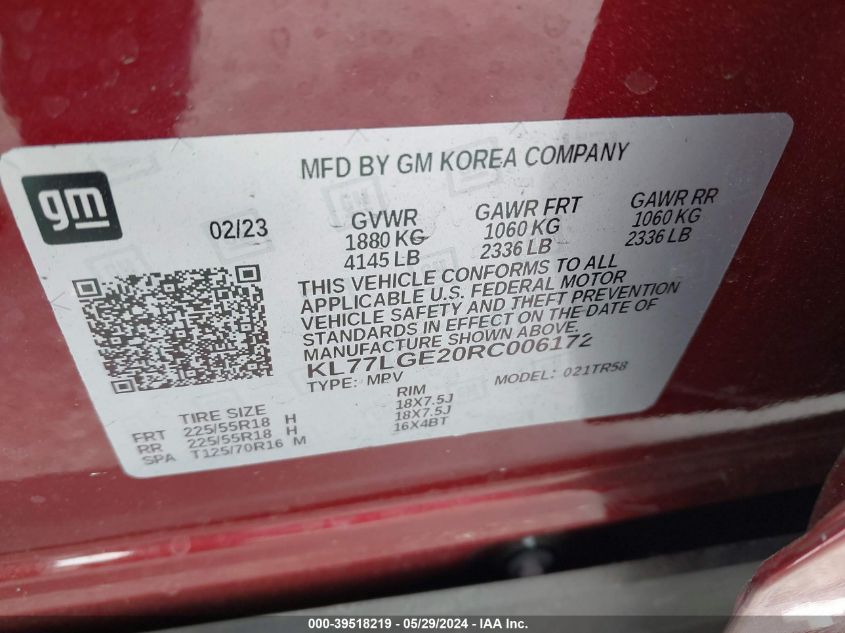 gm
MFD BY GM KOREA COMPANY
02/23
GVWR GAWR FRT GAWR RR
1880 KG 1060 KG 1060 KG
4145 LB 2336 LB 2336 LB
THIS VEHICLE CONFORMS TO ALL
APPLICABLE U.S. FEDERAL MOTOR
VEHICLE SAFETY AND THEFT PREVENTION
STANDARDS IN EFFECT ON THE DATE OF
MANUFACTURE SHOWN ABOVE.
KL77LGE20RC006172
TYPE: MPV MODEL: 021TR58
TIRE SIZE RIM
FRT 225/55R18 H 18X7.5J
RR 225/55R18 H 18X7.5J
SPA T125/70R16 M 16X4BT
000-39518219 - 05/29/2024 - IAA Inc.